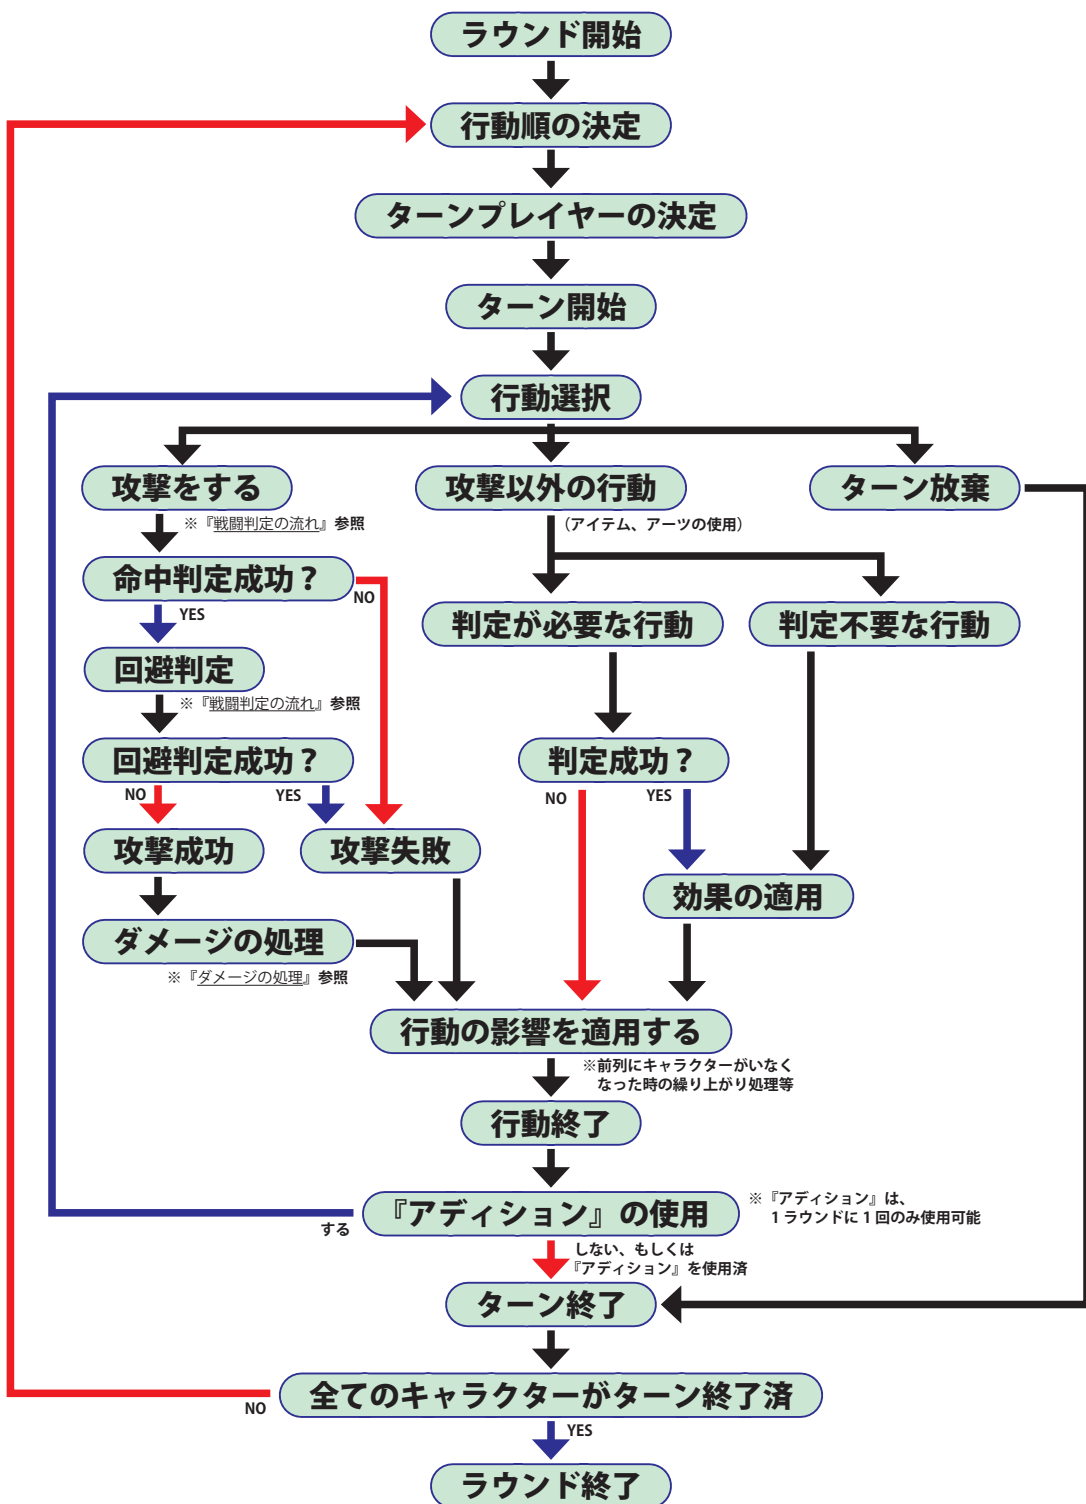 ラウンド開始
行動順の決定
ターンプレイヤーの決定
ターン開始
行動選択
攻撃をする
攻撃以外の行動
ターン放棄
※『戦闘判定の流れ』参照
（アイテム、アーツの使用）
命中判定成功？
NO
YES
判定が必要な行動
判定不要な行動
回避判定
※『戦闘判定の流れ』参照
回避判定成功？
判定成功？
NO
YES
NO
YES
攻撃成功
攻撃失敗
効果の適用
ダメージの処理
※『ダメージの処理』参照
行動の影響を適用する
※前列にキャラクターがいなく
なった時の繰り上がり処理等
行動終了
『アディション』の使用
※『アディション』は、
1ラウンドに1回のみ使用可能
する
しない、もしくは
『アディション』を使用済
ターン終了
全てのキャラクターがターン終了済
NO
YES
ラウンド終了